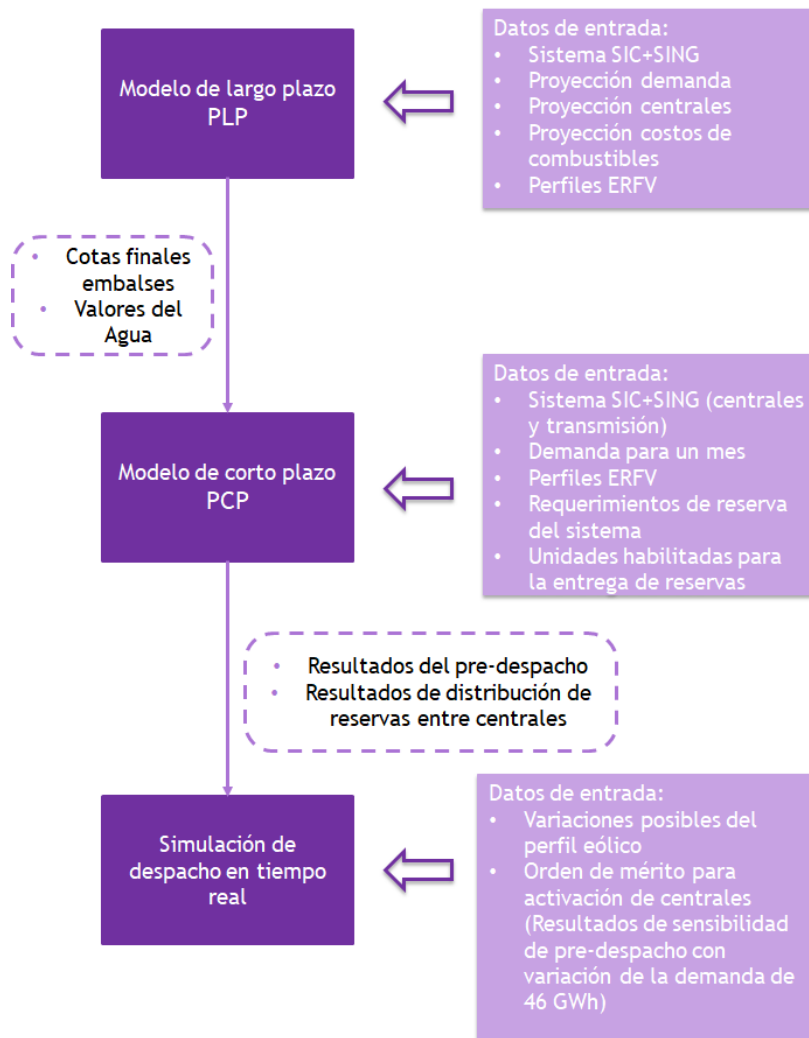 Modelo de largo plazo
PLP
Datos de entrada:
• Sistema SIC+SING
• Proyección demanda
• Proyección centrales
• Proyección costos de
combustibles
• Perfiles ERFV
• Cotas finales
embalses
• Valores del
Agua
Modelo de corto plazo
PCP
Datos de entrada:
• Sistema SIC+SING (centrales
y transmisión)
• Demanda para un mes
• Perfiles ERFV
• Requerimientos de reserva
del sistema
• Unidades habilitadas para
la entrega de reservas
• Resultados del pre-despacho
• Resultados de distribución de
reservas entre centrales
Simulación de
despacho en tiempo
real
Datos de entrada:
• Variaciones posibles del
perfil eólico
• Orden de mérito para
activación de centrales
(Resultados de sensibilidad
de pre-despacho con
variación de la demanda de
46 GWh)